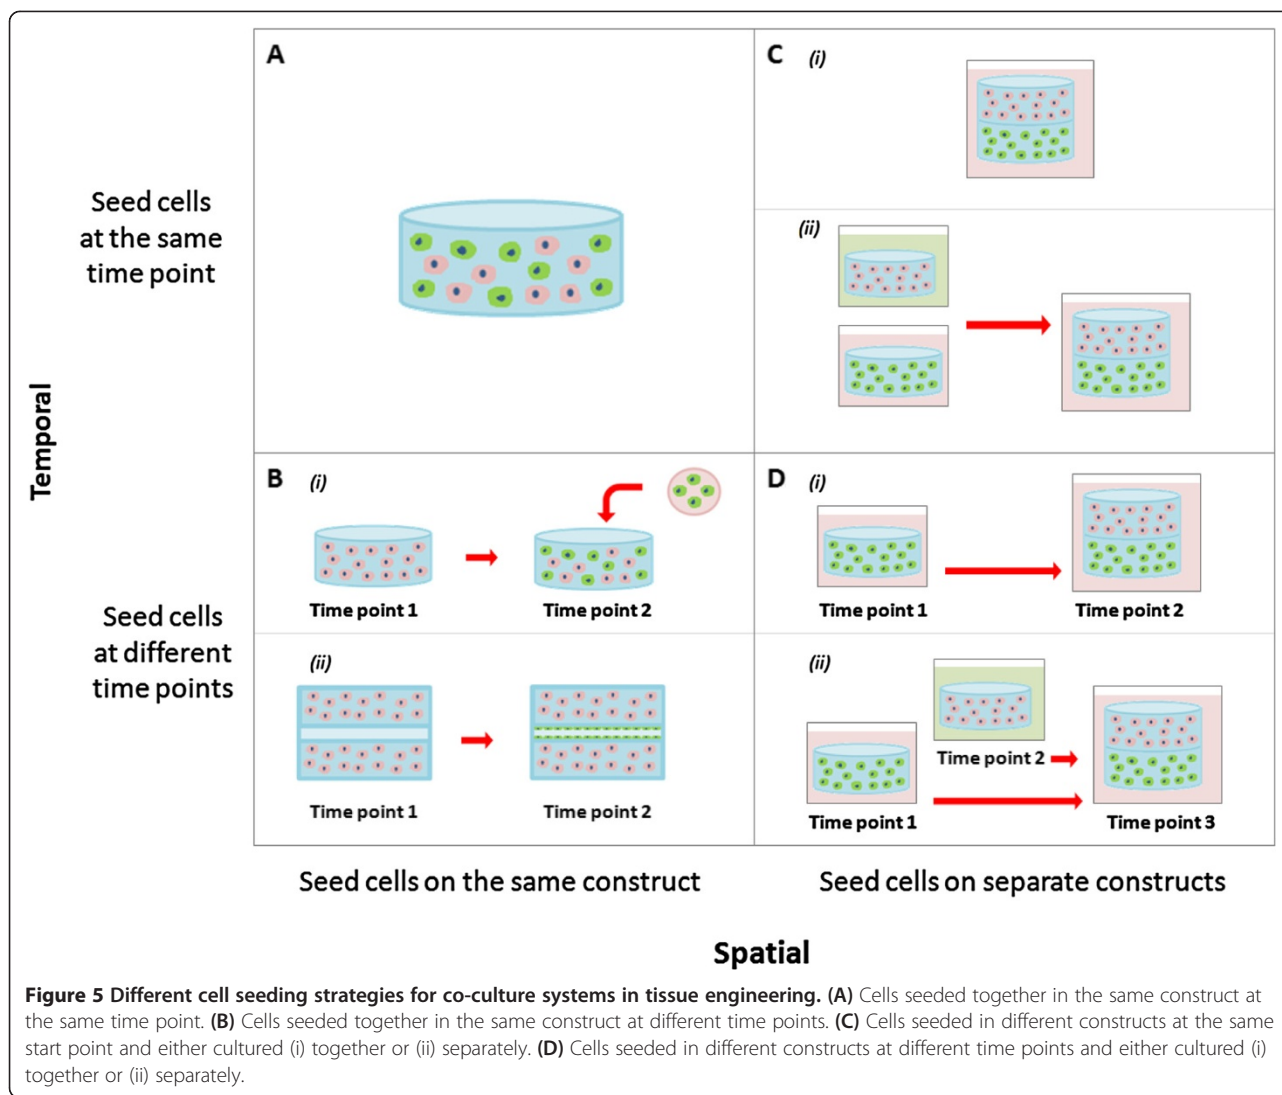 A
C
(i)
Seed cells
at the same
time point
(ii)
Temporal
B
(i)
Time point 1
Time point 2
D
(i)
Time point 1
Time point 2
Seed cells
at different
time points
(ii)
Time point 1
Time point 2
(ii)
Time point 2
Time point 1
Time point 3
Seed cells on the same construct
Seed cells on separate constructs
Spatial
Figure 5 Different cell seeding strategies for co-culture systems in tissue engineering. (A) Cells seeded together in the same construct at
the same time point. (B) Cells seeded together in the same construct at different time points. (C) Cells seeded in different constructs at the same
start point and either cultured (i) together or (ii) separately. (D) Cells seeded in different constructs at different time points and either cultured (i)
together or (ii) separately.